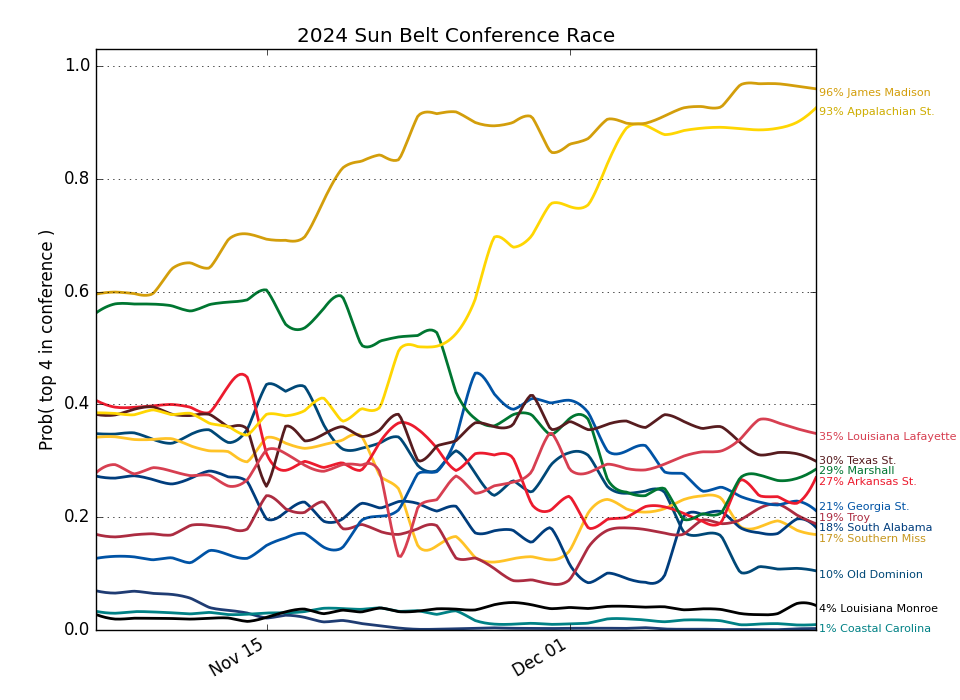 2024 Sun Belt Conference Race
Prob( top 4 in conference )
1.0
0.8
0.6
0.4
0.2
0.0
Nov 15
Dec 01
96% James Madison
93% Appalachian St.
35% Louisiana Lafayette
30% Texas St.
29% Marshall
27% Arkansas St.
21% Georgia St.
19% Troy
18% South Alabama
17% Southern Miss
10% Old Dominion
4% Louisiana Monroe
1% Coastal Carolina